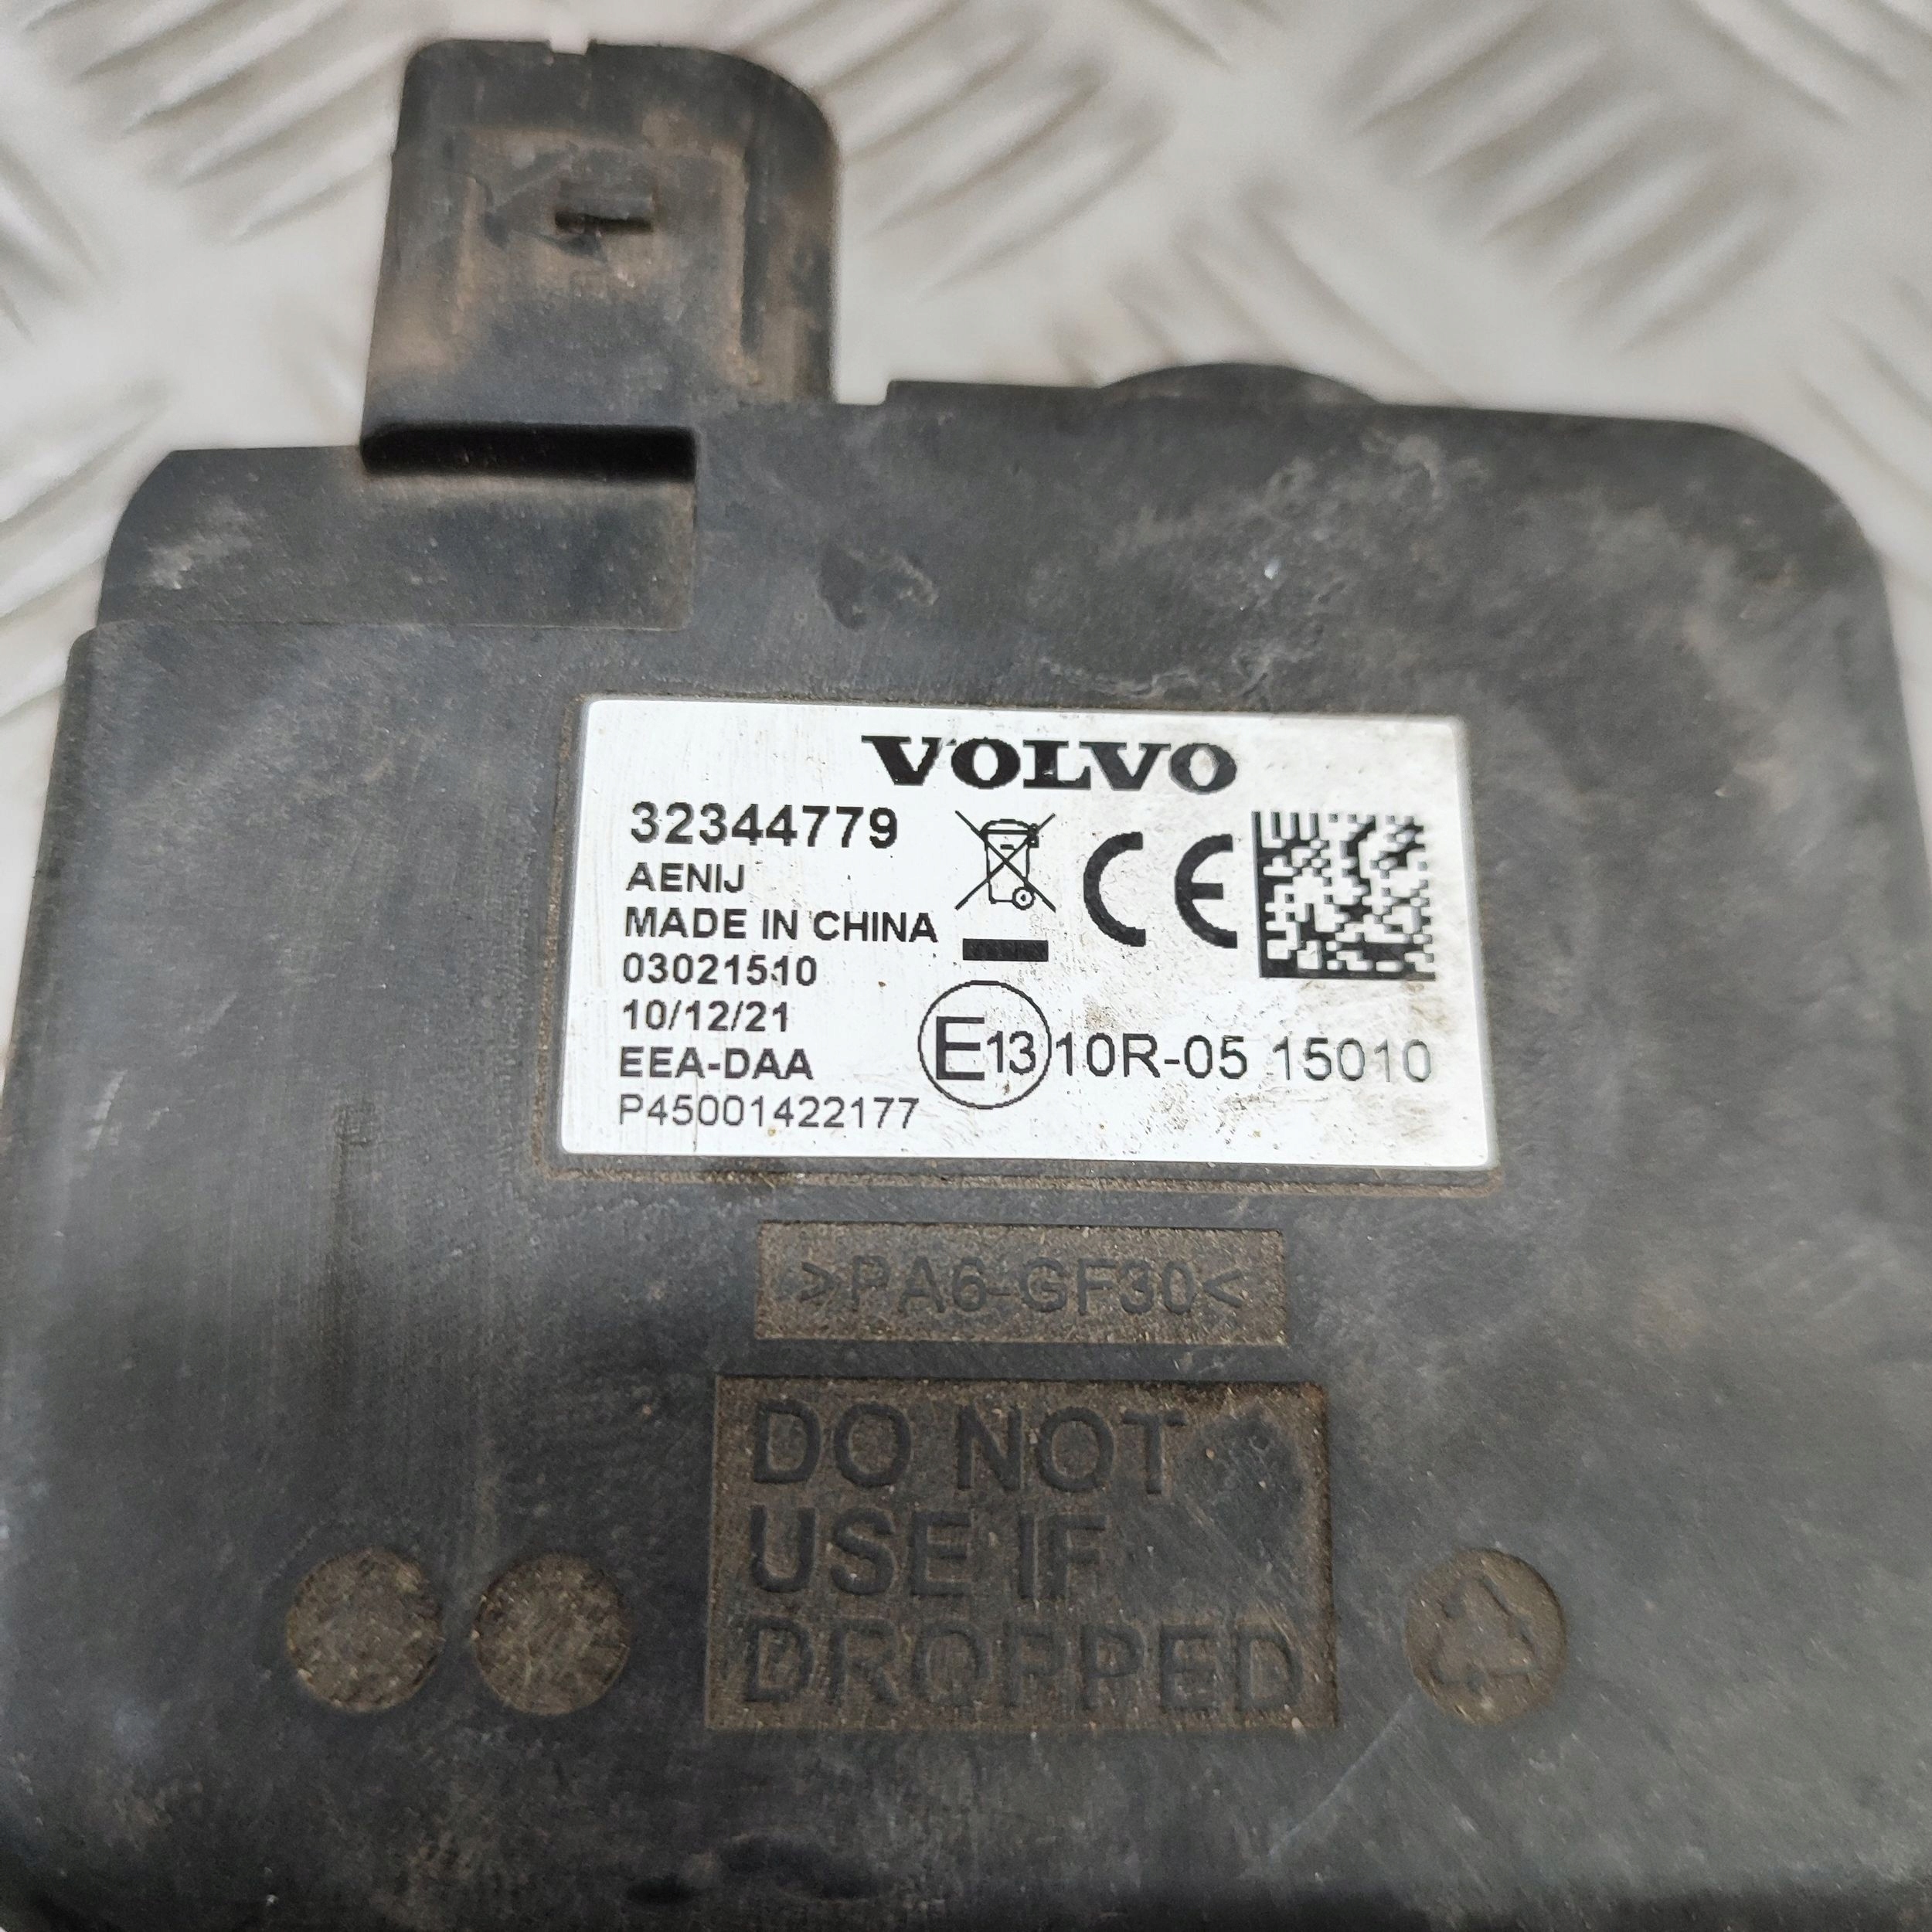 VOLVO
32344779
AENIJ
MADE IN CHINA
03021510
10/12/21
EEA-DAA
P45001422177
CE
E13 10R-05 15010
>PA6-GF30<
DO NOT
USE IF
DROPPED